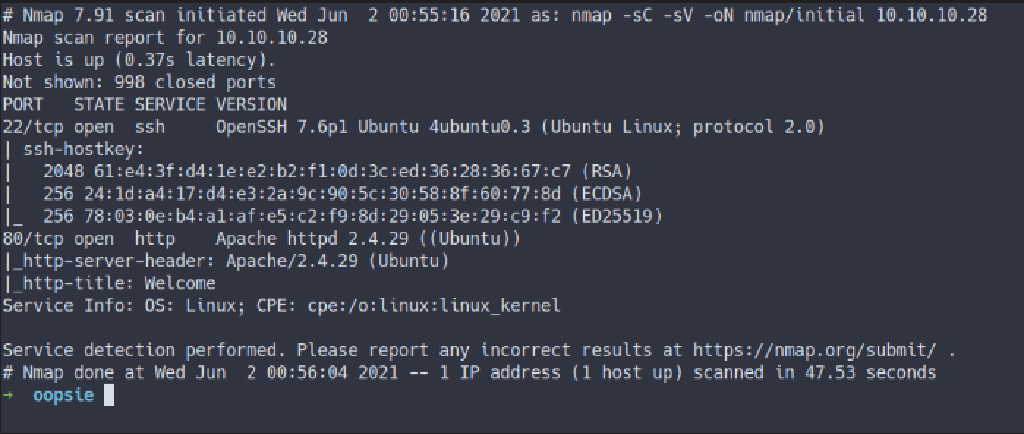 # Nmap 7.91 scan initiated Wed Jun  2 00:55:16 2021 as: nmap -sC -sV -oN nmap/initial 10.10.10.28
Nmap scan report for 10.10.10.28
Host is up (0.37s latency).
Not shown: 998 closed ports
PORT   STATE SERVICE VERSION
22/tcp open  ssh     OpenSSH 7.6p1 Ubuntu 4ubuntu0.3 (Ubuntu Linux; protocol 2.0)
| ssh-hostkey:
|   2048 61:e4:3f:d4:1e:e2:b2:f1:0d:3c:ed:36:28:36:67:c7 (RSA)
|   256 24:1d:a4:17:d4:e3:2a:9c:90:5c:30:58:8f:60:77:8d (ECDSA)
|_  256 78:03:0e:b4:a1:af:e5:c2:f9:8d:29:05:3e:29:c9:f2 (ED25519)
80/tcp open  http    Apache httpd 2.4.29 ((Ubuntu))
|_http-server-header: Apache/2.4.29 (Ubuntu)
|_http-title: Welcome
Service Info: OS: Linux; CPE: cpe:/o:linux:linux_kernel

Service detection performed. Please report any incorrect results at https://nmap.org/submit/ .
# Nmap done at Wed Jun  2 00:56:04 2021 -- 1 IP address (1 host up) scanned in 47.53 seconds
→  oopsie